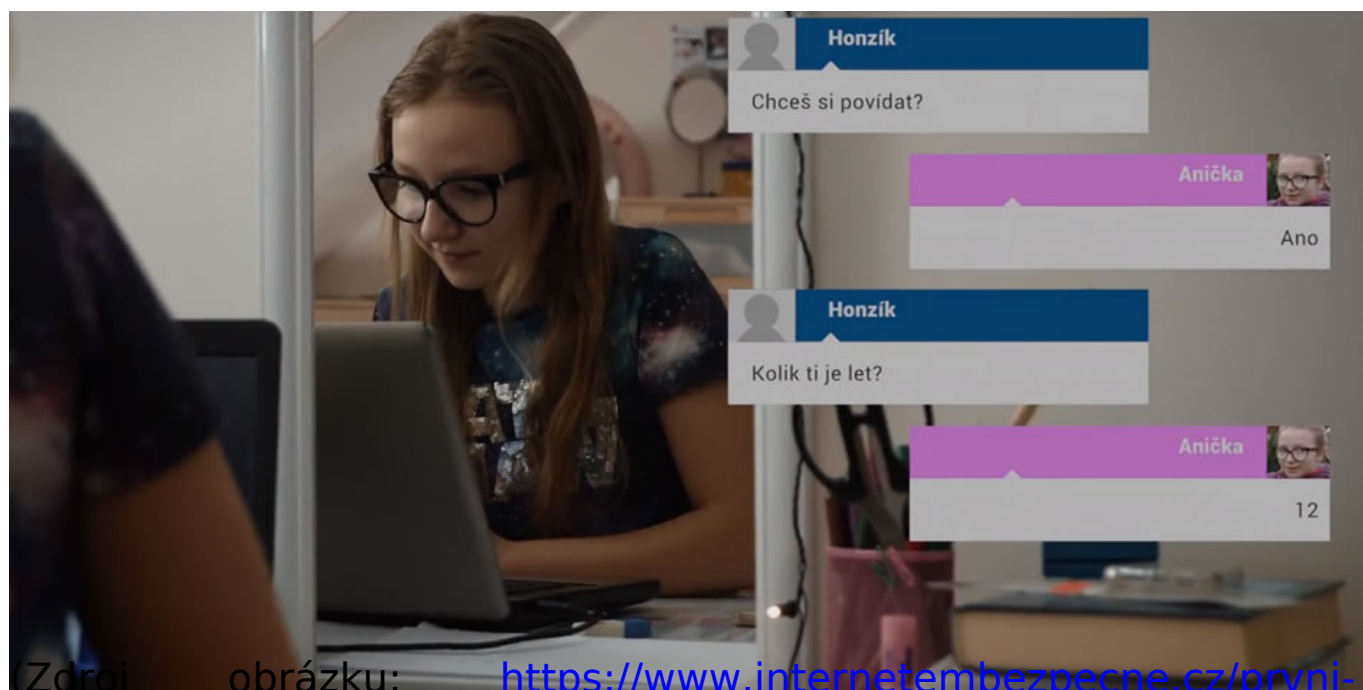 Honzík
Chceš si povídat?
Anička
Ano
Honzík
Kolik ti je let?
Anička
12
(Zdroj obrázku: https://www.internetembezpecne.cz/prvni-